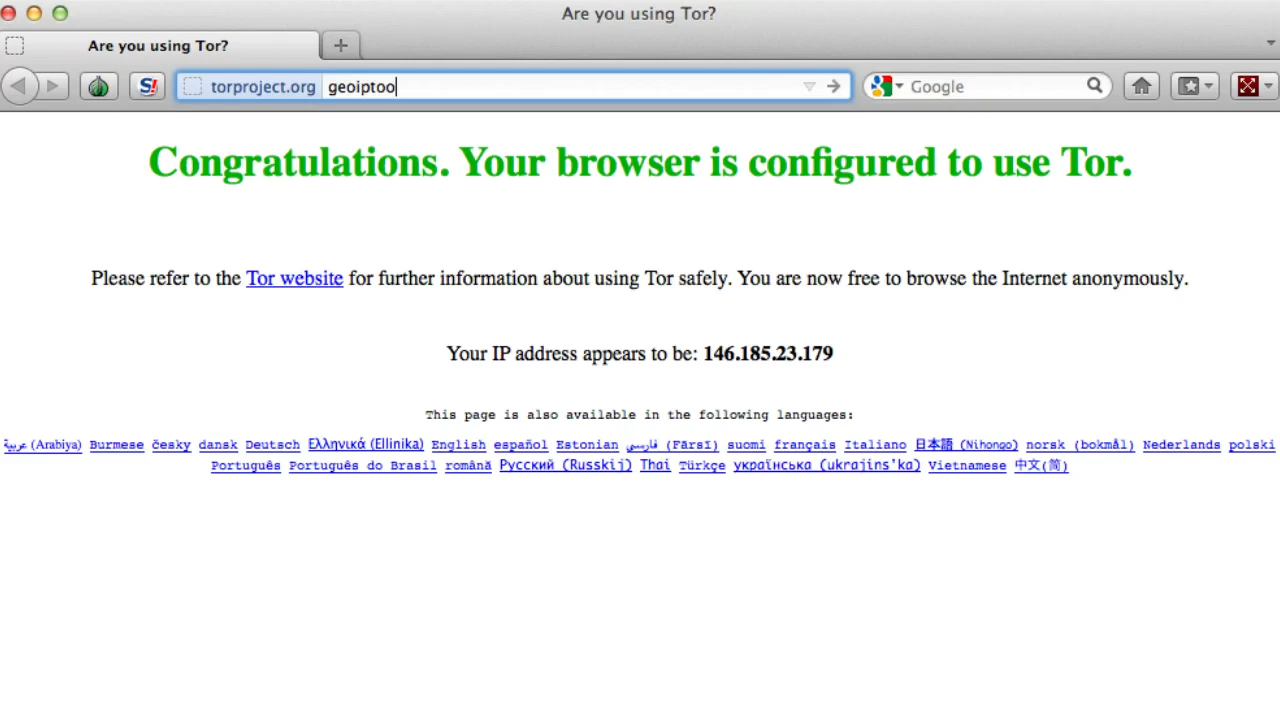 Are you using Tor?
Are you using Tor?
torproject.org geoiptoo Google
Congratulations. Your browser is configured to use Tor.
Please refer to the Tor website for further information about using Tor safely. You are now free to browse the Internet anonymously.
Your IP address appears to be: 146.185.23.179
This page is also available in the following languages:
عربية (Arabiya) Burmese česky dansk Deutsch Ελληνικά (Ellinika) English español Estonian فارسی (Fārsī) suomi français Italiano 日本語 (Nihongo) norsk (bokmål) Nederlands polski
Português Português do Brasil română Русский (Russkij) Thai Türkçe українська (ukrajins'ka) Vietnamese 中文(简)